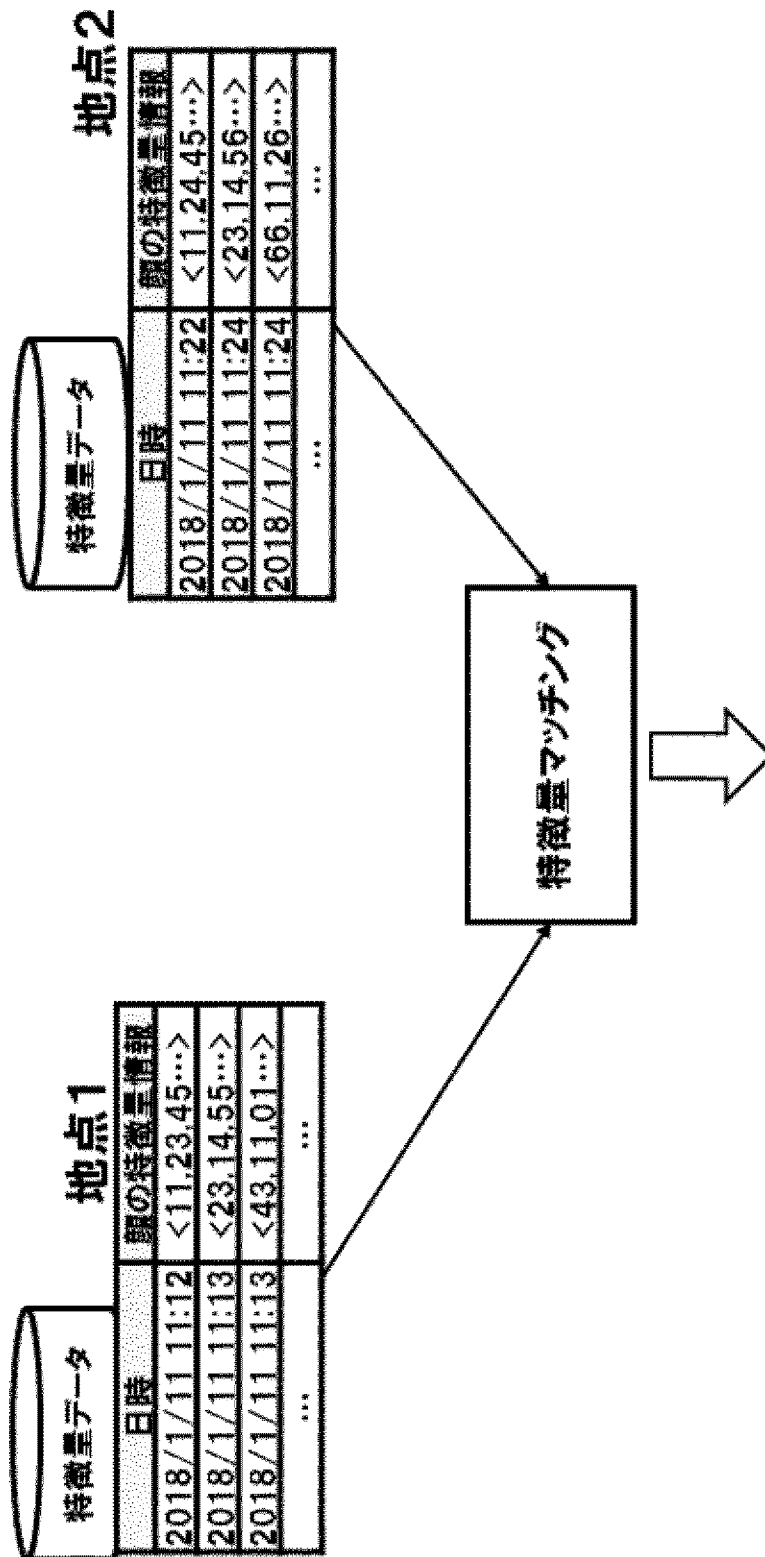 地点1
特徴量データ
日時 顔の特徴量情報
2018/1/11 11:12 <11,23,45…>
2018/1/11 11:13 <23,14,55…>
2018/1/11 11:13 <43,11,01…>
… …
地点2
特徴量データ
日時 顔の特徴量情報
2018/1/11 11:22 <11,24,45…>
2018/1/11 11:24 <23,14,56…>
2018/1/11 11:24 <66,11,26…>
… …
特徴量マッチング